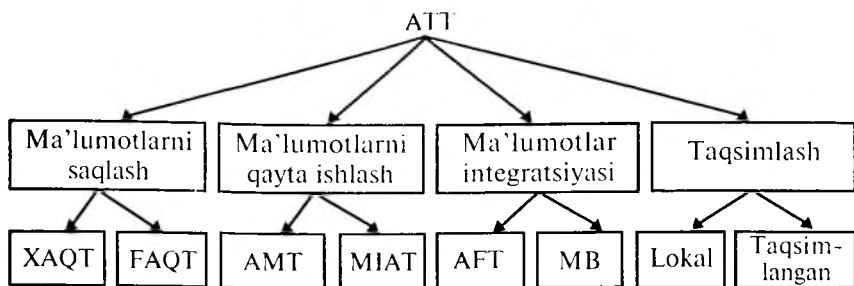 ATT
Ma’lumotlarni
saqlash
Ma’lumotlarni
qayta ishlash
Ma’lumotlar
integratsiyasi
Taqsimlash
XAQT
FAQT
AMT
MIAT
AFT
MB
Lokal
Taqsim-
langan